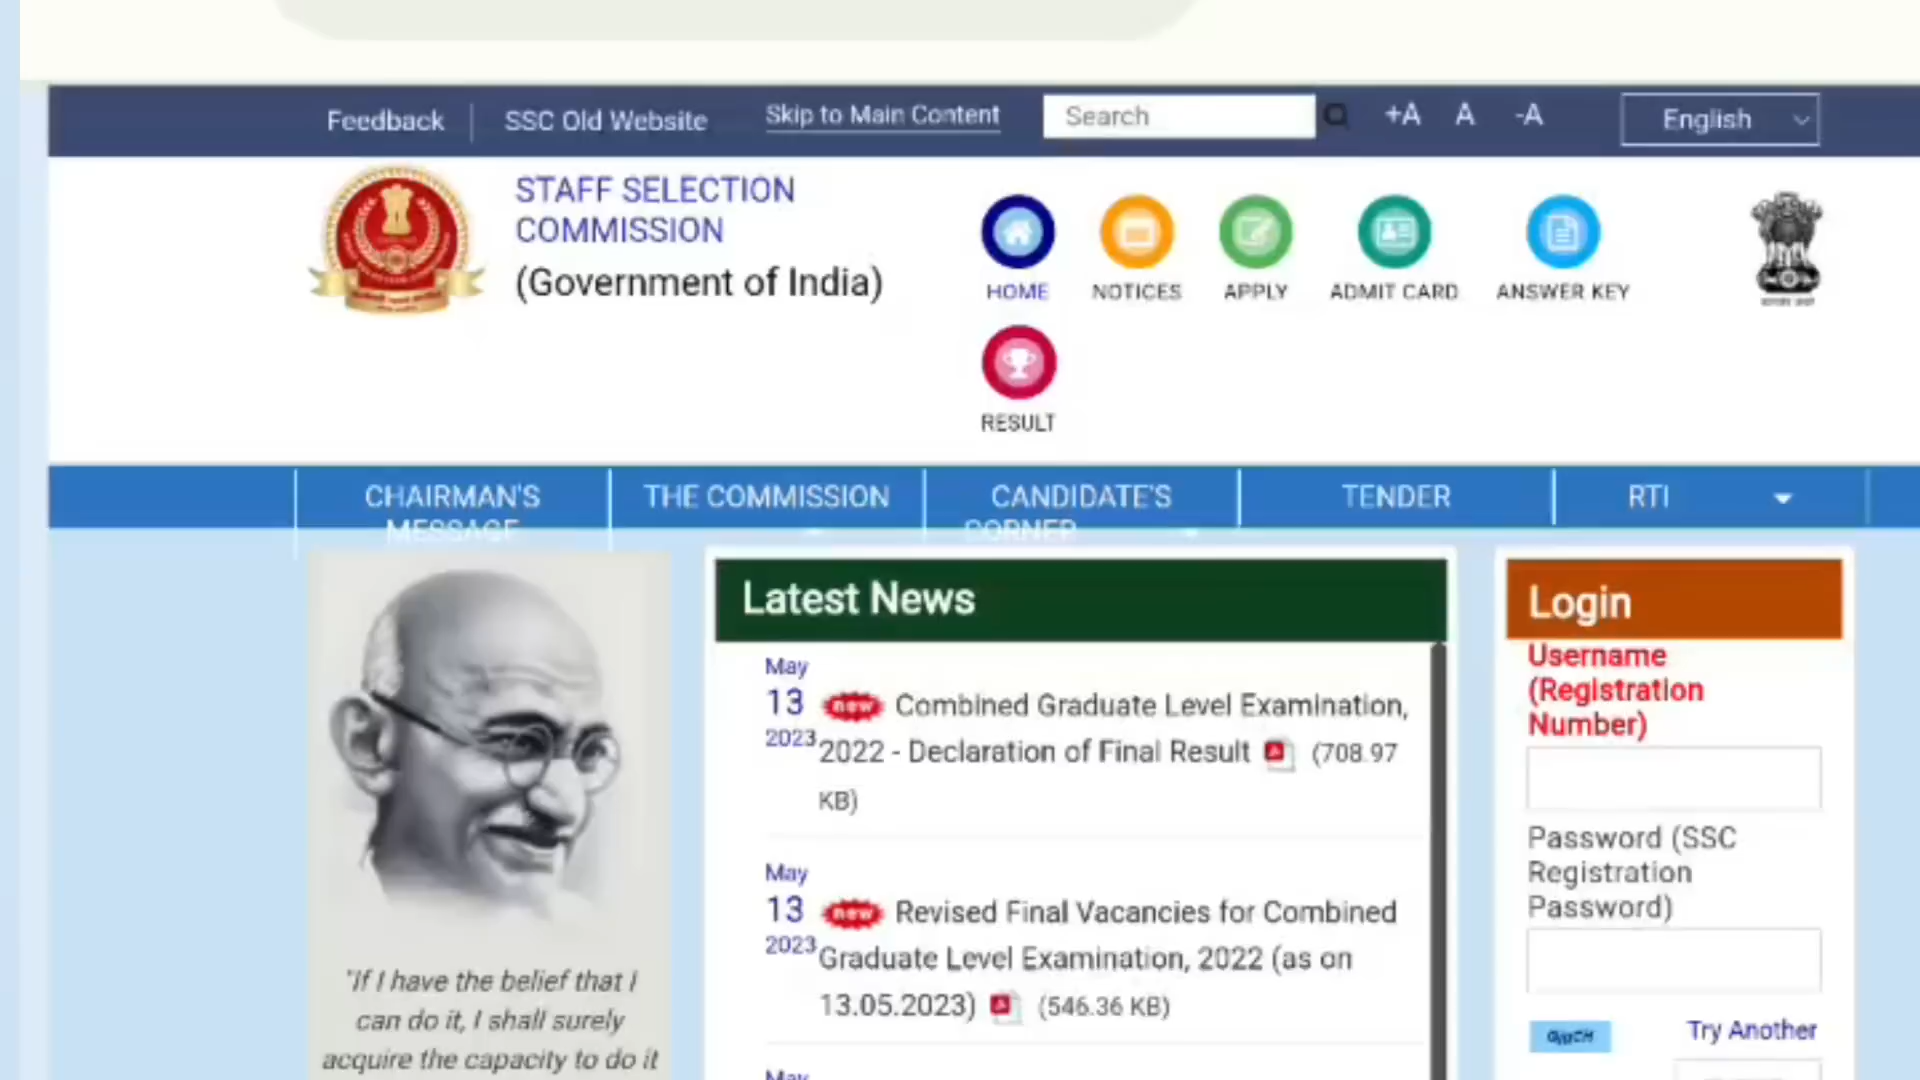 Feedback
SSC Old Website
Skip to Main Content
Search
+A A -A
English
STAFF SELECTION
COMMISSION
(Government of India)
HOME
NOTICES
APPLY
ADMIT CARD
ANSWER KEY
RESULT
CHAIRMAN'S
MESSAGE
THE COMMISSION
CANDIDATE'S
CORNER
TENDER
RTI
"If I have the belief that I
can do it, I shall surely
acquire the capacity to do it
Latest News
May
13
2023
new Combined Graduate Level Examination,
2022 - Declaration of Final Result (708.97
KB)
May
13
2023
new Revised Final Vacancies for Combined
Graduate Level Examination, 2022 (as on
13.05.2023) (546.36 KB)
May
Login
Username
(Registration
Number)
Password (SSC
Registration
Password)
Try Another